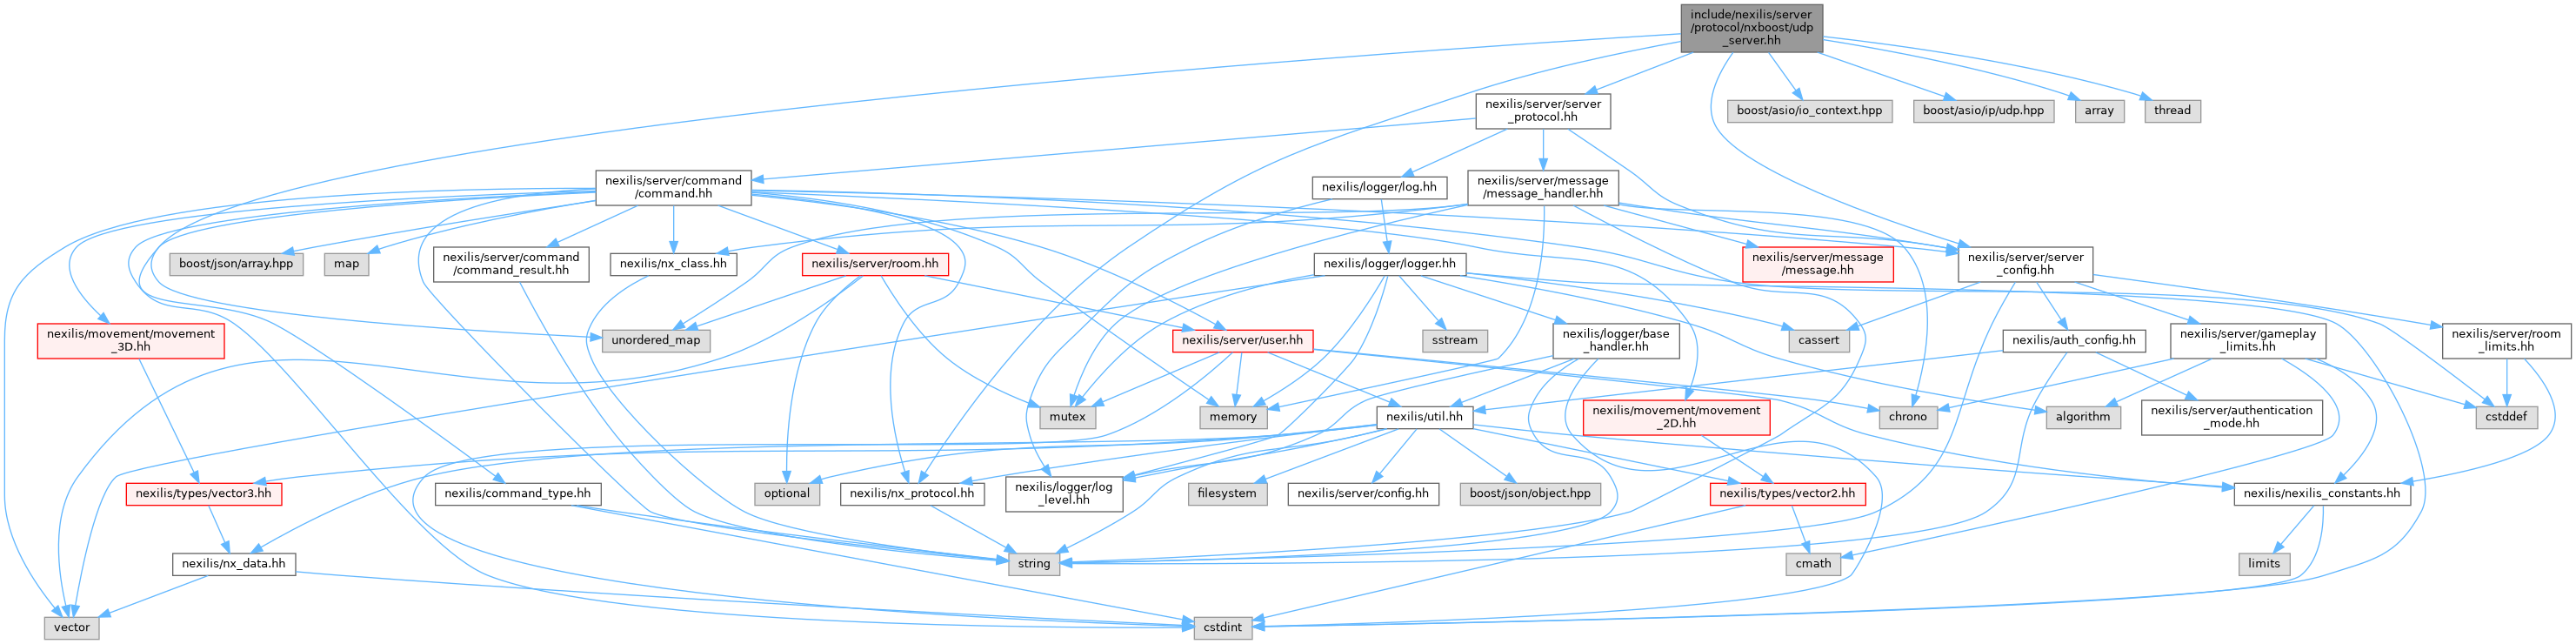 include/nexilis/server
/protocol/nxboost/udp
_server.hh
nexilis/server/server
_protocol.hh
boost/asio/io_context.hpp
boost/asio/ip/udp.hpp
array
thread
nexilis/server/command
/command.hh
nexilis/logger/log.hh
nexilis/server/message
/message_handler.hh
boost/json/array.hpp
map
nexilis/server/command
/command_result.hh
nexilis/nx_class.hh
nexilis/server/room.hh
nexilis/logger/logger.hh
nexilis/server/message
/message.hh
nexilis/server/server
_config.hh
nexilis/movement/movement
_3D.hh
unordered_map
nexilis/server/user.hh
sstream
nexilis/logger/base
_handler.hh
cassert
nexilis/auth_config.hh
nexilis/server/gameplay
_limits.hh
nexilis/server/room
_limits.hh
mutex
memory
nexilis/util.hh
nexilis/movement/movement
_2D.hh
chrono
algorithm
nexilis/server/authentication
_mode.hh
cstddef
nexilis/types/vector3.hh
nexilis/command_type.hh
optional
nexilis/nx_protocol.hh
nexilis/logger/log
_level.hh
filesystem
nexilis/server/config.hh
boost/json/object.hpp
nexilis/types/vector2.hh
nexilis/nexilis_constants.hh
nexilis/nx_data.hh
string
cmath
limits
vector
cstdint